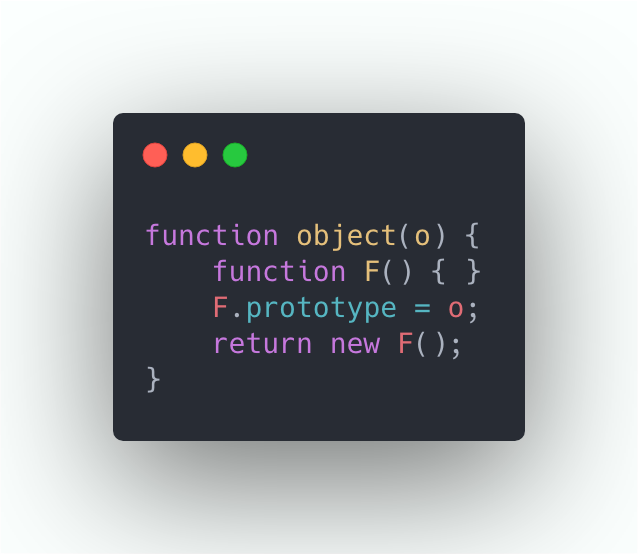 function object(o) {
    function F() { }
    F.prototype = o;
    return new F();
}